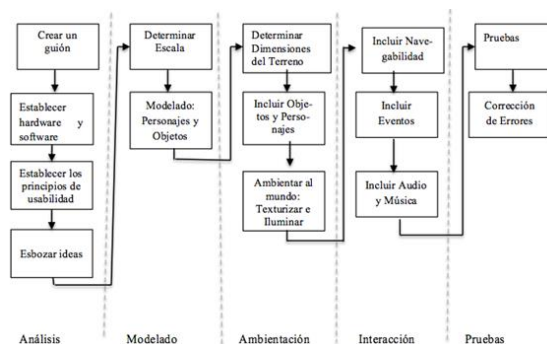 Crear un
guión
Establecer
hardware y
software
Establecer los
principios de
usabilidad
Esbozar ideas
Determinar
Escala
Modelado:
Personajes y
Objetos
Determinar
Dimensiones
del Terreno
Incluir Obje-
tos y Perso-
najes
Ambientar al
mundo:
Texturizar e
Iluminar
Incluir Nave-
gabilidad
Incluir
Eventos
Incluir Audio
y Música
Pruebas
Corrección
de Errores
Análisis
Modelado
Ambientación
Interacción
Pruebas